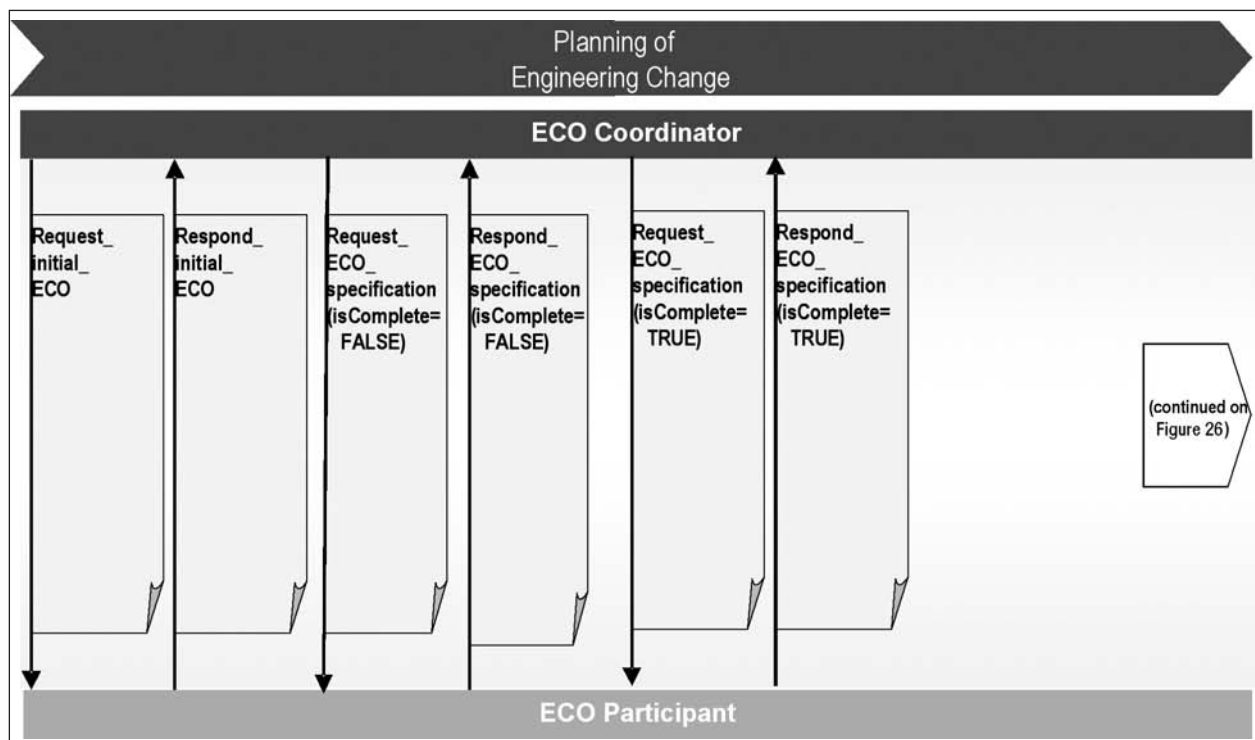 Planning of
Engineering Change
ECO Coordinator
Request_
initial_
ECO
Respond_
initial_
ECO
Request_
ECO_
specification
(isComplete=
FALSE)
Respond_
ECO_
specification
(isComplete=
FALSE)
Request_
ECO_
specification
(isComplete=
TRUE)
Respond_
ECO_
specification
(isComplete=
TRUE)
(continued on
Figure 26)
ECO Participant